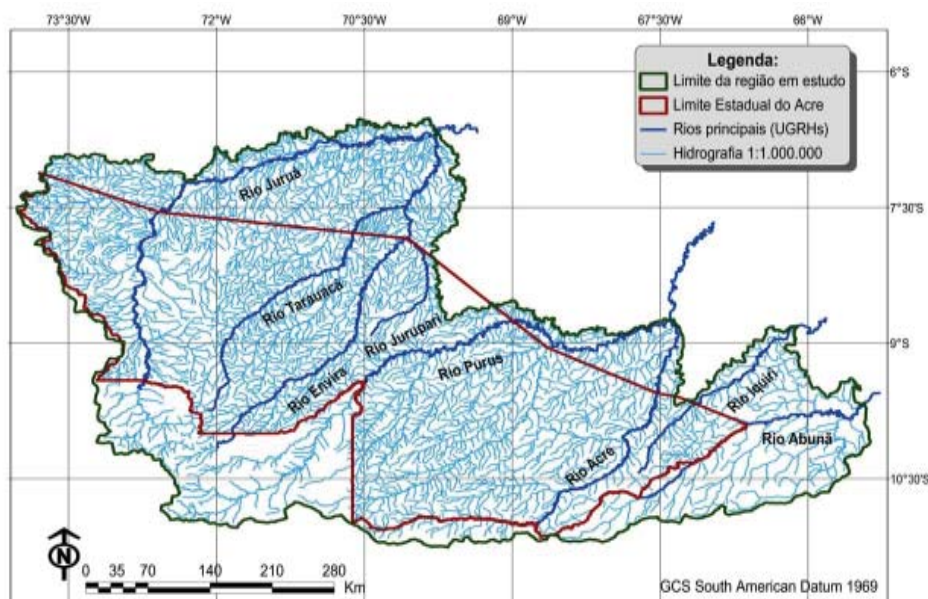 73°30'W 72°W 70°30'W 69°W 67°30'W 66°W
Legenda:
Limite da região em estudo
Limite Estadual do Acre
Rios principais (UGRHs)
Hidrografia 1:1.000.000
6°S
Rio Juruá
7°30'S
Rio Tarauacá
Rio Jurupari
9°S
Rio Purus
Rio Envira
Rio Iquiri
Rio Abunã
Rio Acre
10°30'S
N
0 35 70 140 210 280
Km
GCS South American Datum 1969